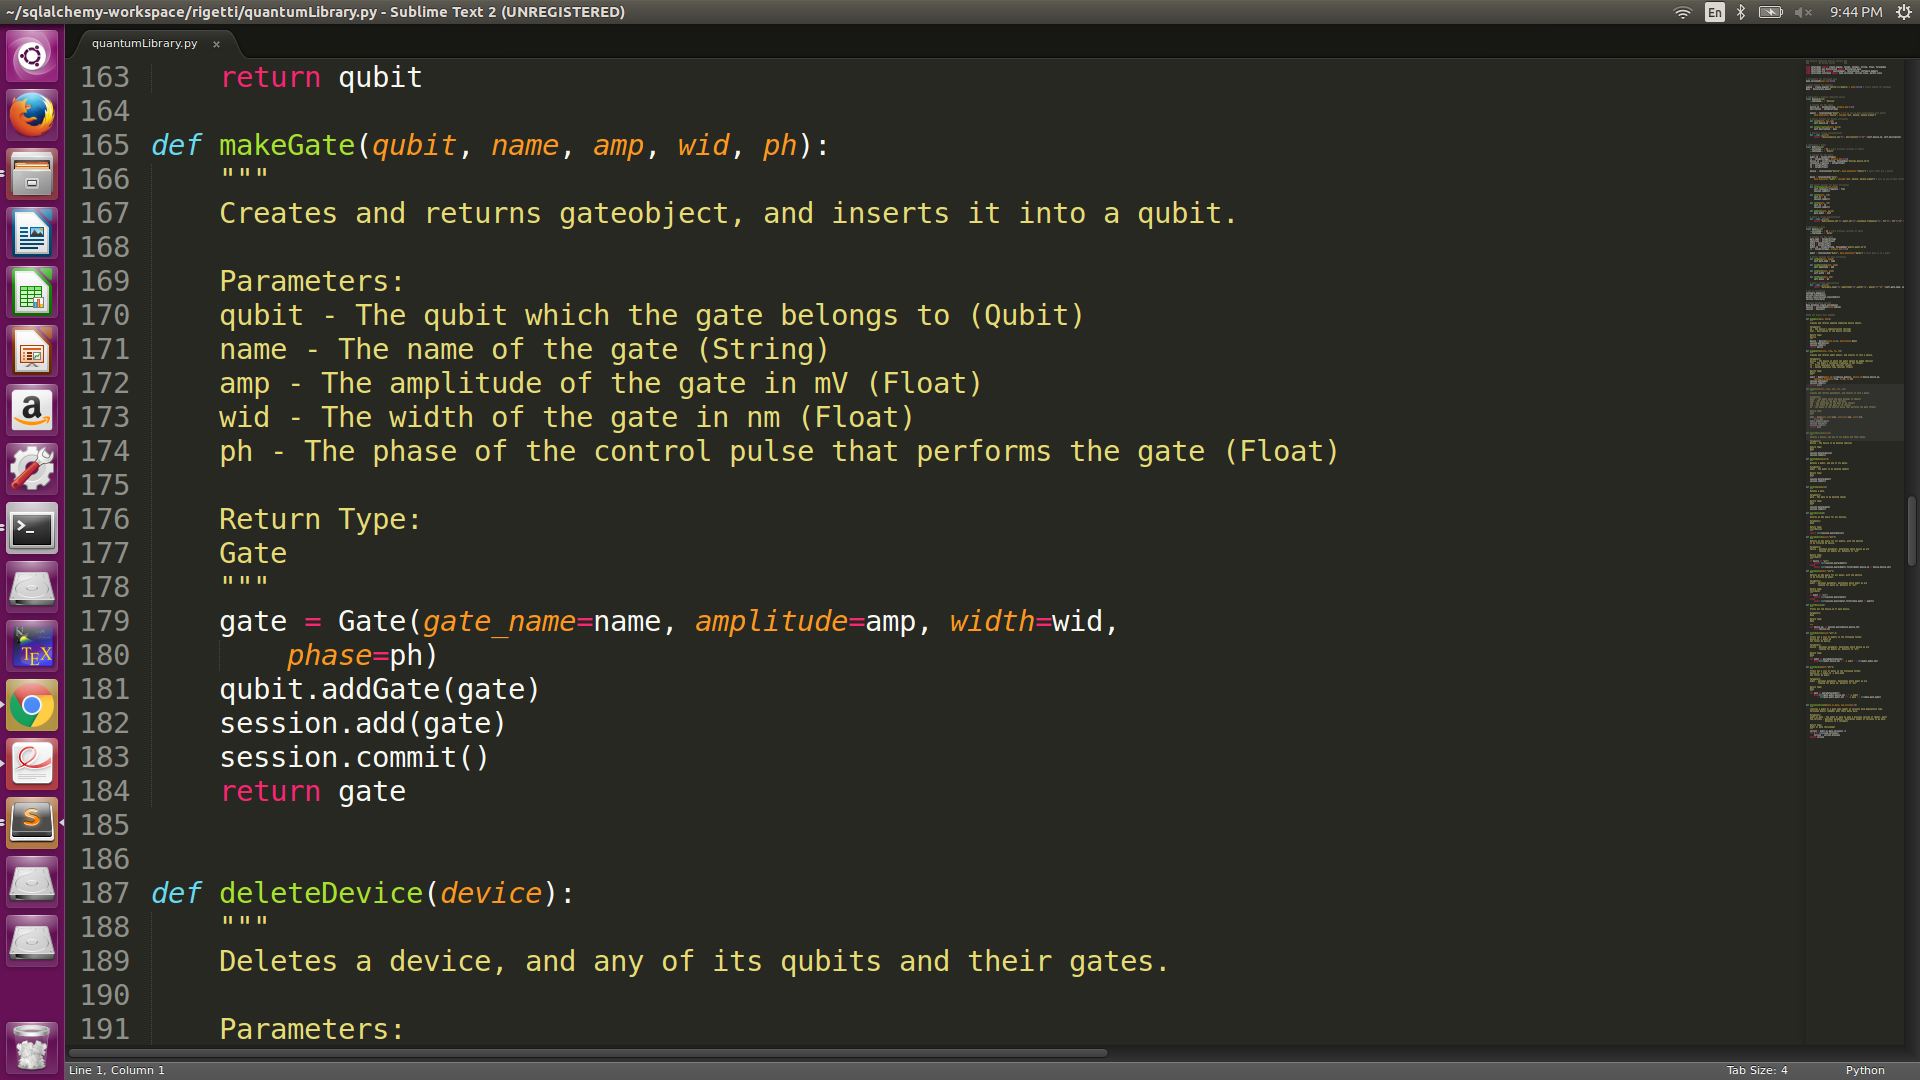 ~/sqlalchemy-workspace/rigetti/quantumLibrary.py - Sublime Text 2 (UNREGISTERED)
En
9:44 PM
quantumLibrary.py ×
163 return qubit
164
165 def makeGate(qubit, name, amp, wid, ph):
166 """
167 Creates and returns gateobject, and inserts it into a qubit.
168
169 Parameters:
170 qubit - The qubit which the gate belongs to (Qubit)
171 name - The name of the gate (String)
172 amp - The amplitude of the gate in mV (Float)
173 wid - The width of the gate in nm (Float)
174 ph - The phase of the control pulse that performs the gate (Float)
175
176 Return Type:
177 Gate
178 """
179 gate = Gate(gate_name=name, amplitude=amp, width=wid,
180 phase=ph)
181 qubit.addGate(gate)
182 session.add(gate)
183 session.commit()
184 return gate
185
186
187 def deleteDevice(device):
188 """
189 Deletes a device, and any of its qubits and their gates.
190
191 Parameters:
a
>_
TEX
S
Line 1, Column 1
Tab Size: 4
Python